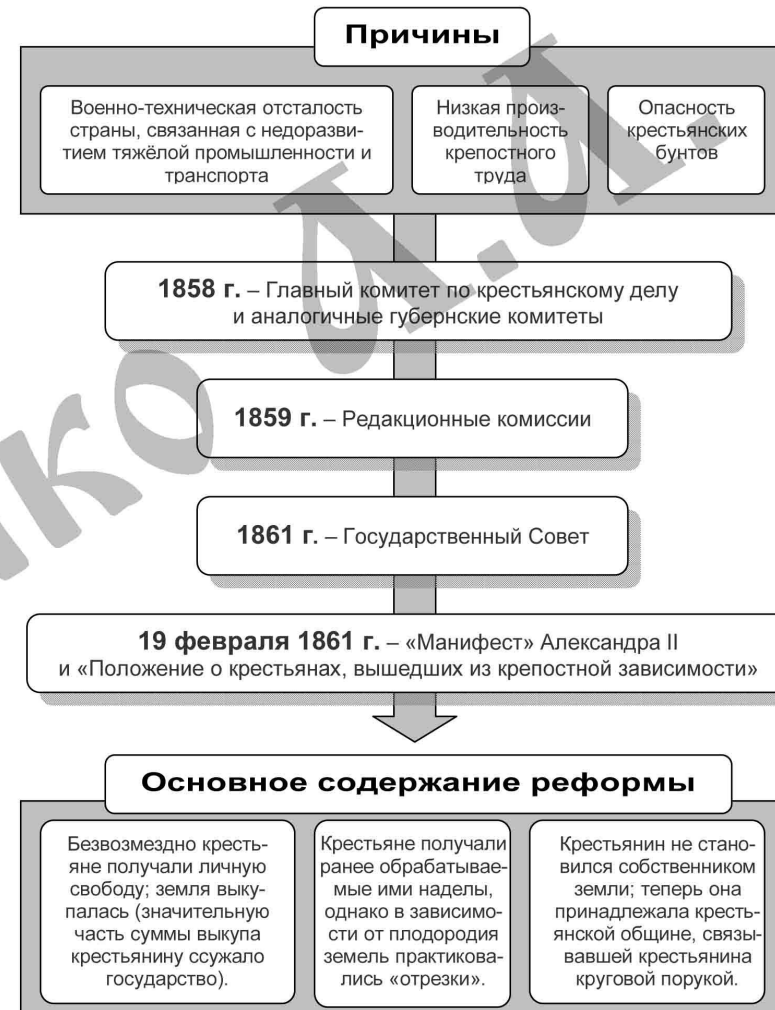 Причины
Военно-техническая отсталость
страны, связанная с недоразви-
тием тяжёлой промышленности и
транспорта
Низкая произ-
водительность
крепостного
труда
Опасность
крестьянских
бунтов
1858 г. – Главный комитет по крестьянскому делу
и аналогичные губернские комитеты
1859 г. – Редакционные комиссии
1861 г. – Государственный Совет
19 февраля 1861 г. – «Манифест» Александра II
и «Положение о крестьянах, вышедших из крепостной зависимости»
Основное содержание реформы
Безвозмездно кресть-
яне получали личную
свободу; земля выку-
палась (значительную
часть суммы выкупа
крестьянину ссужало
государство).
Крестьяне получали
ранее обрабатывае-
мые ими наделы,
однако в зависимо-
сти от плодородия
земель практикова-
лись «отрезки».
Крестьянин не стано-
вился собственником
земли; теперь она
принадлежала кресть-
янской общине, связы-
вавшей крестьянина
круговой порукой.
ко А.А.